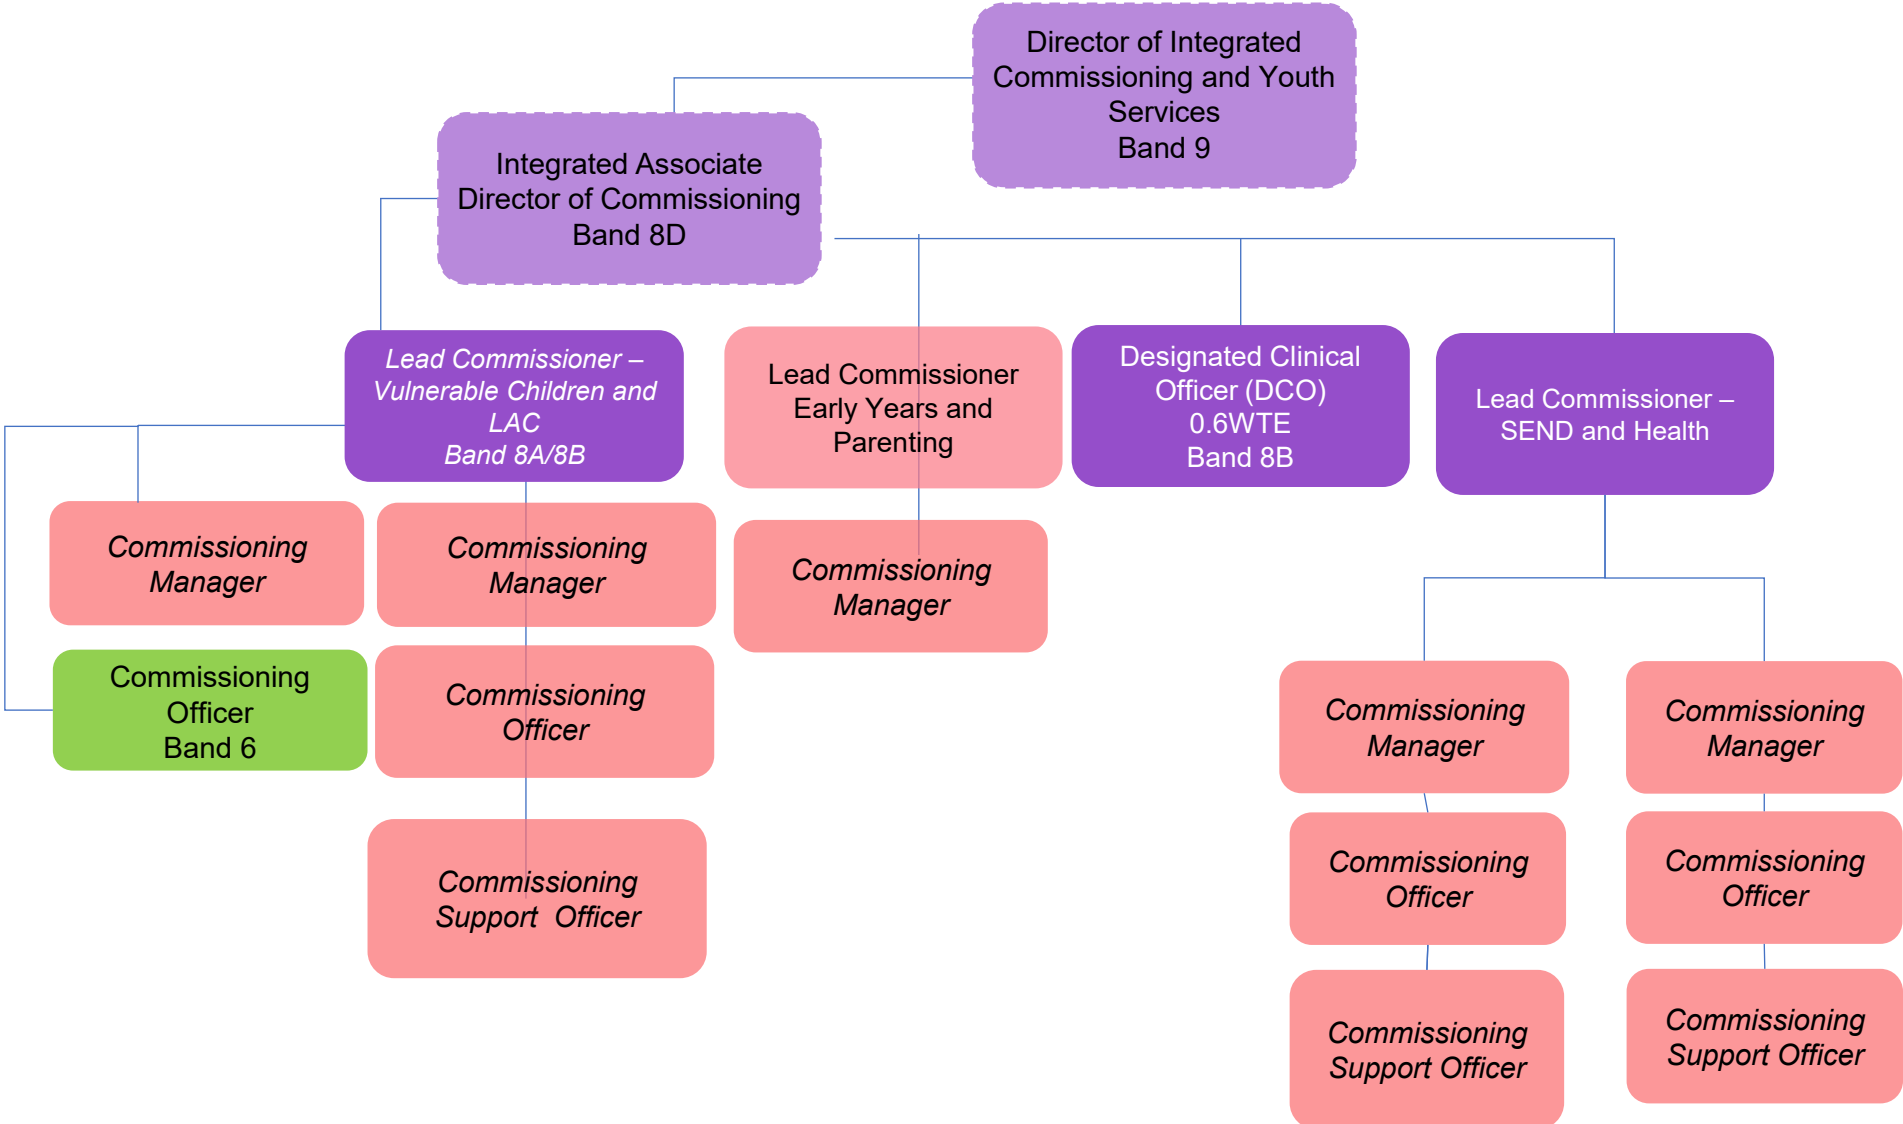 Director of Integrated
Commissioning and Youth
Services
Band 9
Integrated Associate
Director of Commissioning
Band 8D
Lead Commissioner –
Vulnerable Children and
LAC
Band 8A/8B
Lead Commissioner
Early Years and
Parenting
Designated Clinical
Officer (DCO)
0.6WTE
Band 8B
Lead Commissioner –
SEND and Health
Commissioning
Manager
Commissioning
Manager
Commissioning
Manager
Commissioning
Officer
Band 6
Commissioning
Officer
Commissioning
Manager
Commissioning
Manager
Commissioning
Support  Officer
Commissioning
Officer
Commissioning
Officer
Commissioning
Support Officer
Commissioning
Support Officer